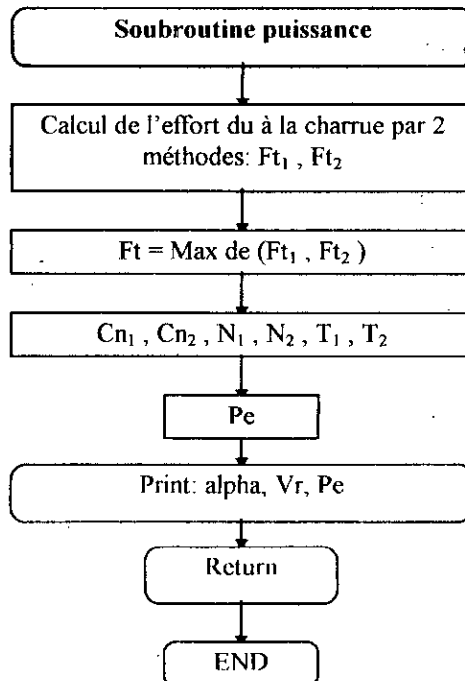 Soubroutine puissance
Calcul de l'effort du à la charrue par 2
méthodes: Ft₁ , Ft₂
Ft = Max de (Ft₁ , Ft₂ )
Cn₁ , Cn₂ , N₁ , N₂ , T₁ , T₂
Pe
Print: alpha, Vr, Pe
Return
END